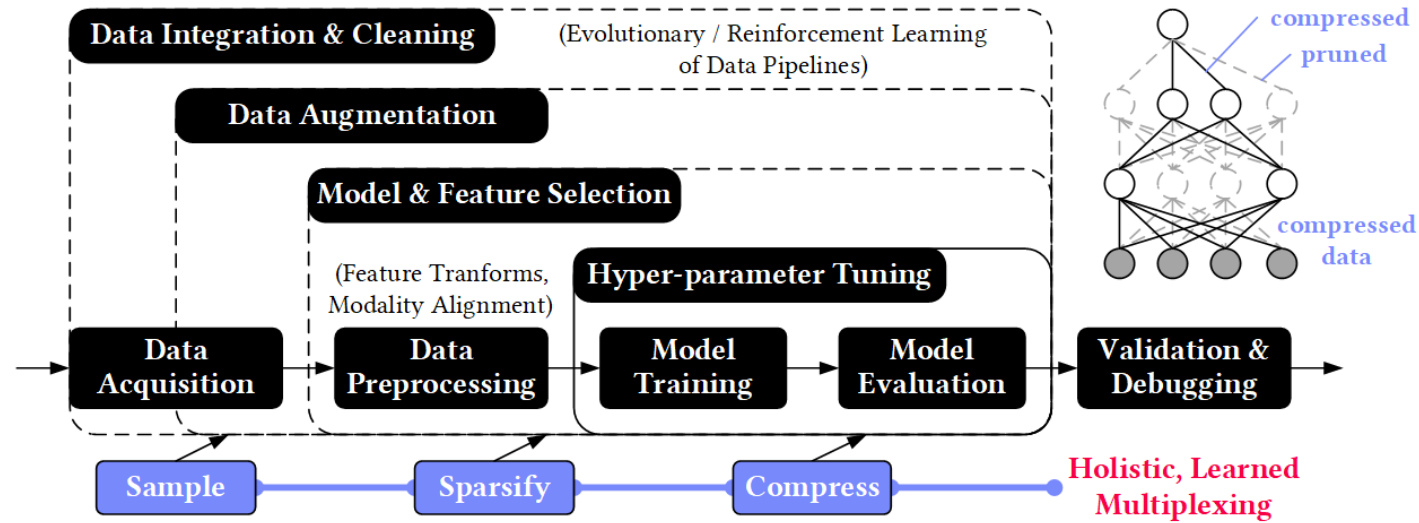 Data Integration & Cleaning
(Evolutionary / Reinforcement Learning
of Data Pipelines)
compressed
pruned
Data Augmentation
Model & Feature Selection
compressed
data
(Feature Tranforms,
Modality Alignment)
Hyper-parameter Tuning
Data
Acquisition
Data
Preprocessing
Model
Training
Model
Evaluation
Validation &
Debugging
Sample
Sparsify
Compress
Holistic, Learned
Multiplexing